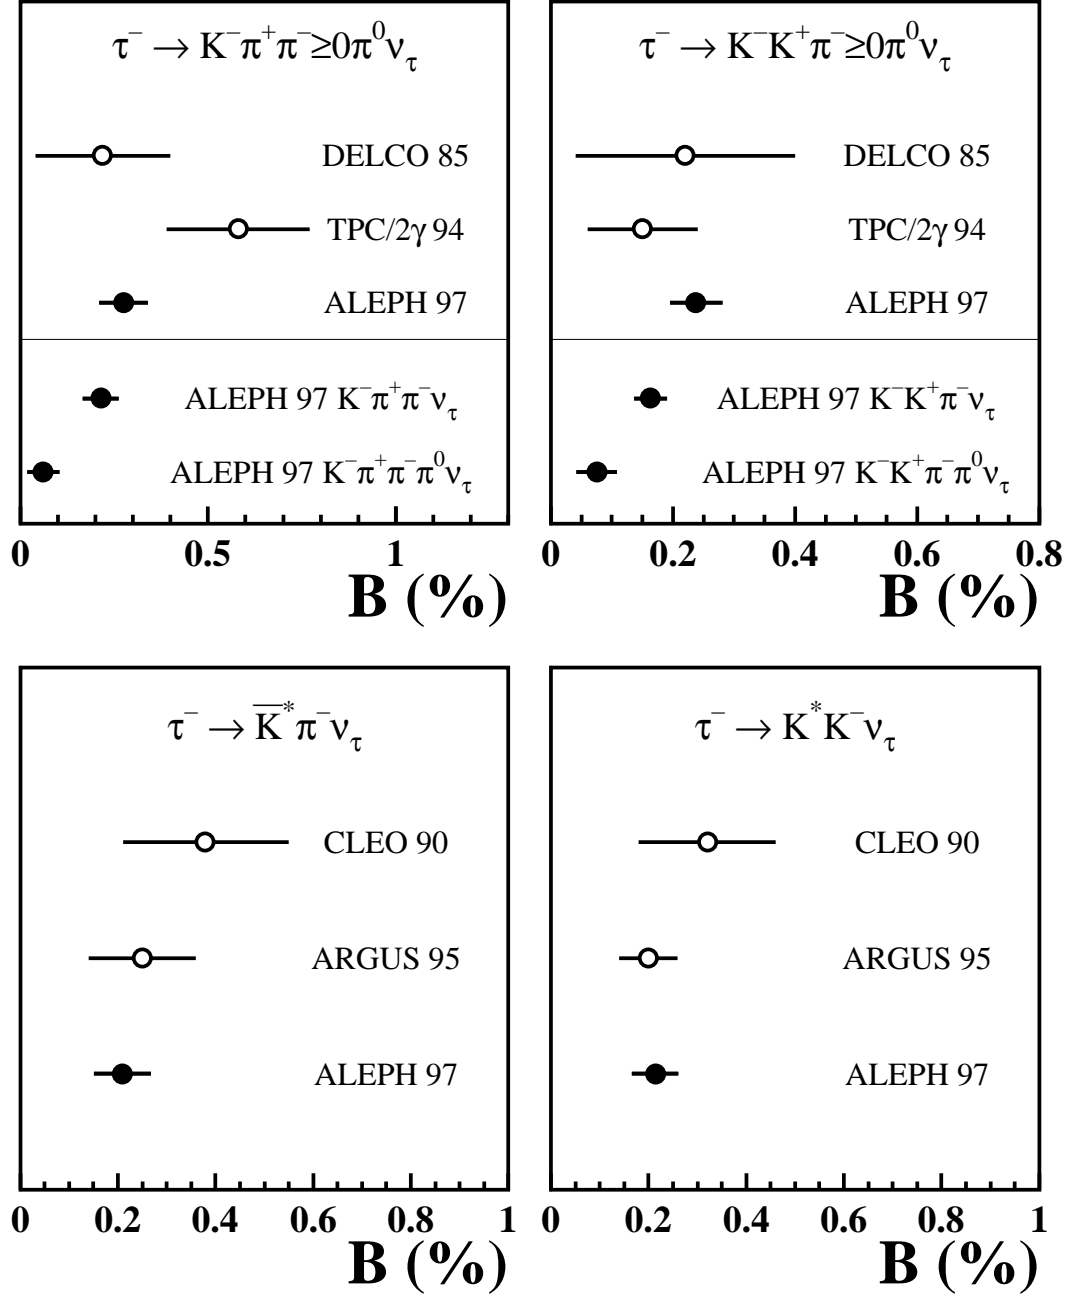 τ⁻ → K⁻π⁺π⁻≥0π⁰ν_τ
DELCO 85
TPC/2γ 94
ALEPH 97
ALEPH 97 K⁻π⁺π⁻ν_τ
ALEPH 97 K⁻π⁺π⁻π⁰ν_τ
0 0.5 1
B (%)
τ⁻ → K⁻K⁺π⁻≥0π⁰ν_τ
DELCO 85
TPC/2γ 94
ALEPH 97
ALEPH 97 K⁻K⁺π⁻ν_τ
ALEPH 97 K⁻K⁺π⁻π⁰ν_τ
0 0.2 0.4 0.6 0.8
B (%)
τ⁻ → K̅*π⁻ν_τ
CLEO 90
ARGUS 95
ALEPH 97
0 0.2 0.4 0.6 0.8 1
B (%)
τ⁻ → K*K⁻ν_τ
CLEO 90
ARGUS 95
ALEPH 97
0 0.2 0.4 0.6 0.8 1
B (%)